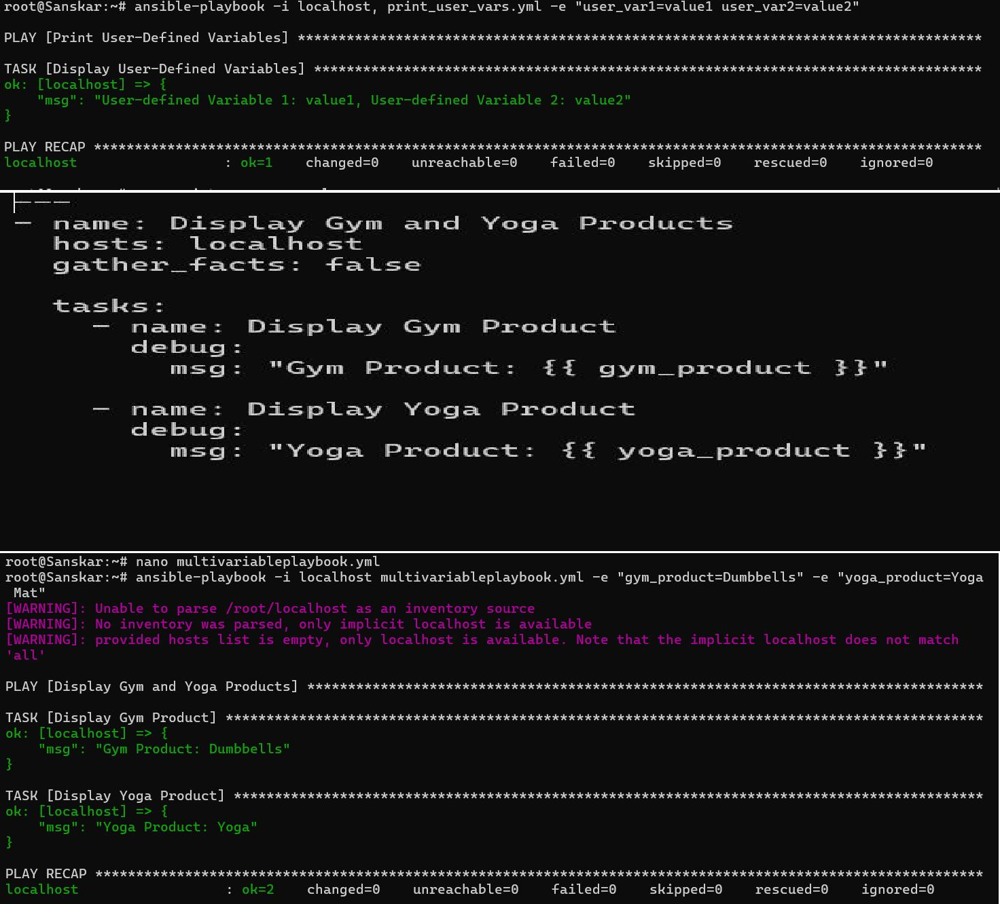 root@Sanskar:~# ansible-playbook -i localhost, print_user_vars.yml -e "user_var1=value1 user_var2=value2"
PLAY [Print User-Defined Variables] ************************************************************************************
TASK [Display User-Defined Variables] **********************************************************************************
ok: [localhost] => {
    "msg": "User-defined Variable 1: value1, User-defined Variable 2: value2"
}
PLAY RECAP *************************************************************************************************************
localhost                  : ok=1    changed=0    unreachable=0    failed=0    skipped=0    rescued=0    ignored=0
---
- name: Display Gym and Yoga Products
  hosts: localhost
  gather_facts: false
  tasks:
    - name: Display Gym Product
      debug:
        msg: "Gym Product: {{ gym_product }}"
    - name: Display Yoga Product
      debug:
        msg: "Yoga Product: {{ yoga_product }}"
root@Sanskar:~# nano multivariableplaybook.yml
root@Sanskar:~# ansible-playbook -i localhost multivariableplaybook.yml -e "gym_product=Dumbbells" -e "yoga_product=Yoga
 Mat"
[WARNING]: Unable to parse /root/localhost as an inventory source
[WARNING]: No inventory was parsed, only implicit localhost is available
[WARNING]: provided hosts list is empty, only localhost is available. Note that the implicit localhost does not match
'all'
PLAY [Display Gym and Yoga Products] ***********************************************************************************
TASK [Display Gym Product] *********************************************************************************************
ok: [localhost] => {
    "msg": "Gym Product: Dumbbells"
}
TASK [Display Yoga Product] ********************************************************************************************
ok: [localhost] => {
    "msg": "Yoga Product: Yoga"
}
PLAY RECAP *************************************************************************************************************
localhost                  : ok=2    changed=0    unreachable=0    failed=0    skipped=0    rescued=0    ignored=0